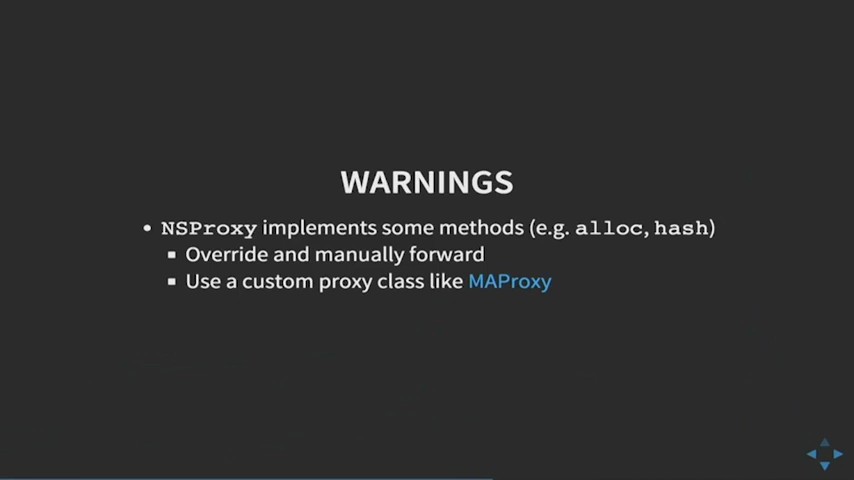 WARNINGS
• NSProxy implements some methods (e.g. alloc, hash)
▪ Override and manually forward
▪ Use a custom proxy class like MAProxy